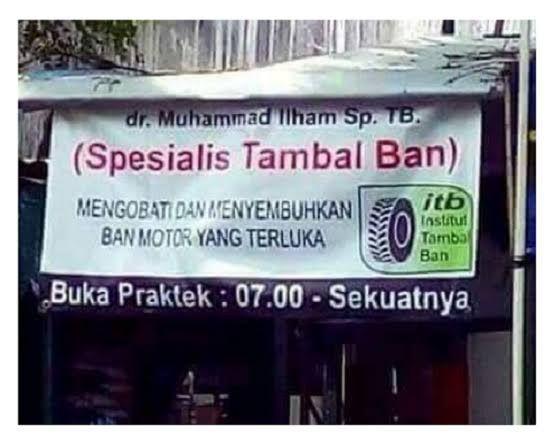 dr. Muhammad Ilham Sp. TB.
(Spesialis Tambal Ban)
MENGOBATI DAN MENYEMBUHKAN
BAN MOTOR YANG TERLUKA
itb
Institut
Tambal
Ban
Buka Praktek : 07.00 - Sekuatnya